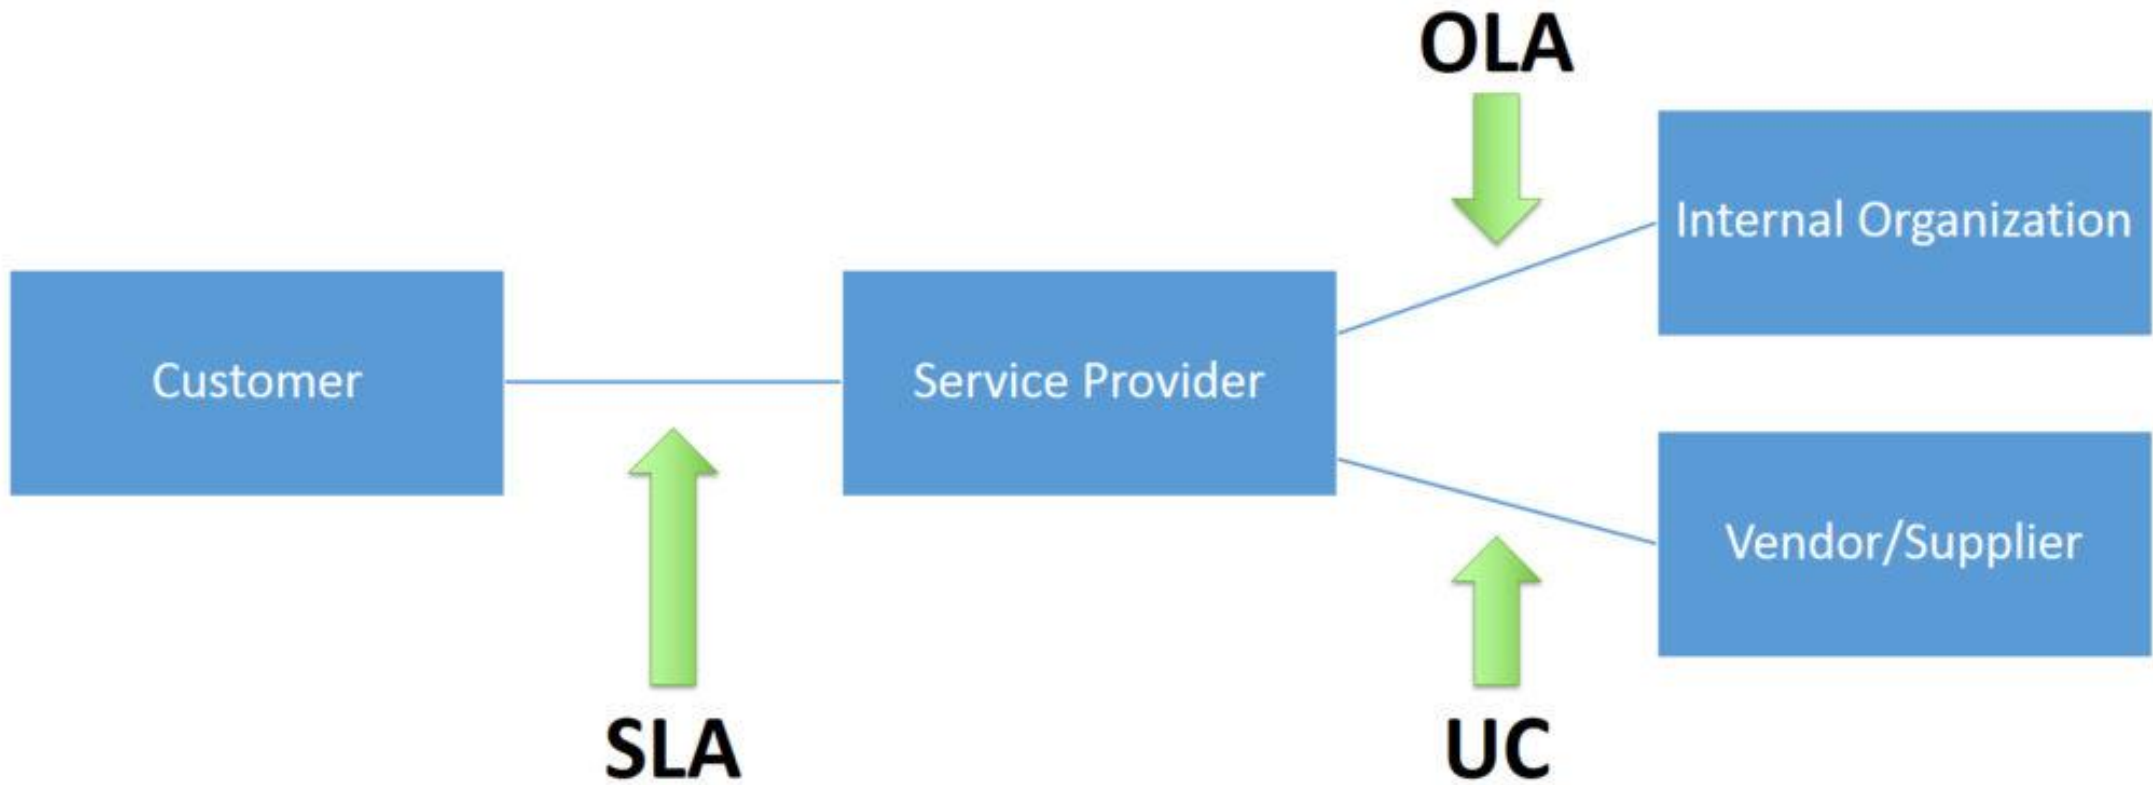 OLA
Internal Organization
Customer
Service Provider
Vendor/Supplier
SLA
UC